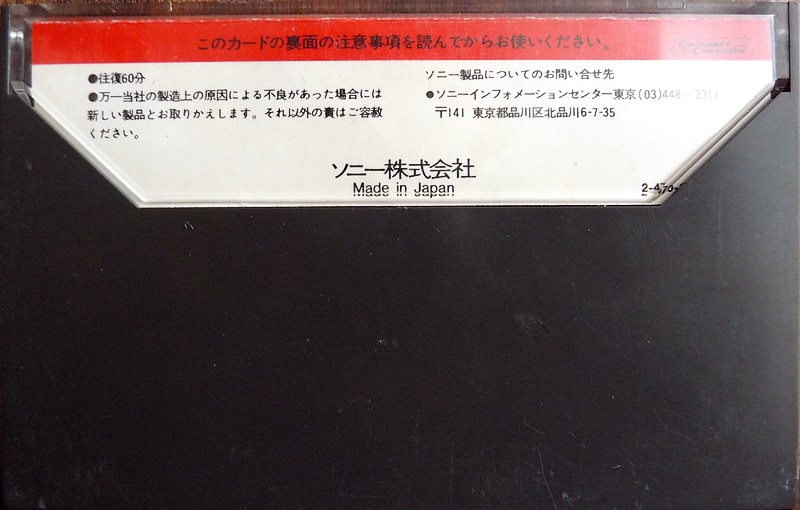 このカードの裏面の注意事項を読んでからお使いください。
Compact Cassette
●往復60分
●万一当社の製造上の原因による不良があった場合には
新しい製品とお取りかえします。それ以外の責はご容赦
ください。
ソニー製品についてのお問い合せ先
●ソニーインフォメーションセンター東京(03)448-3311
〒141 東京都品川区北品川6-7-35
ソニー株式会社
Made in Japan